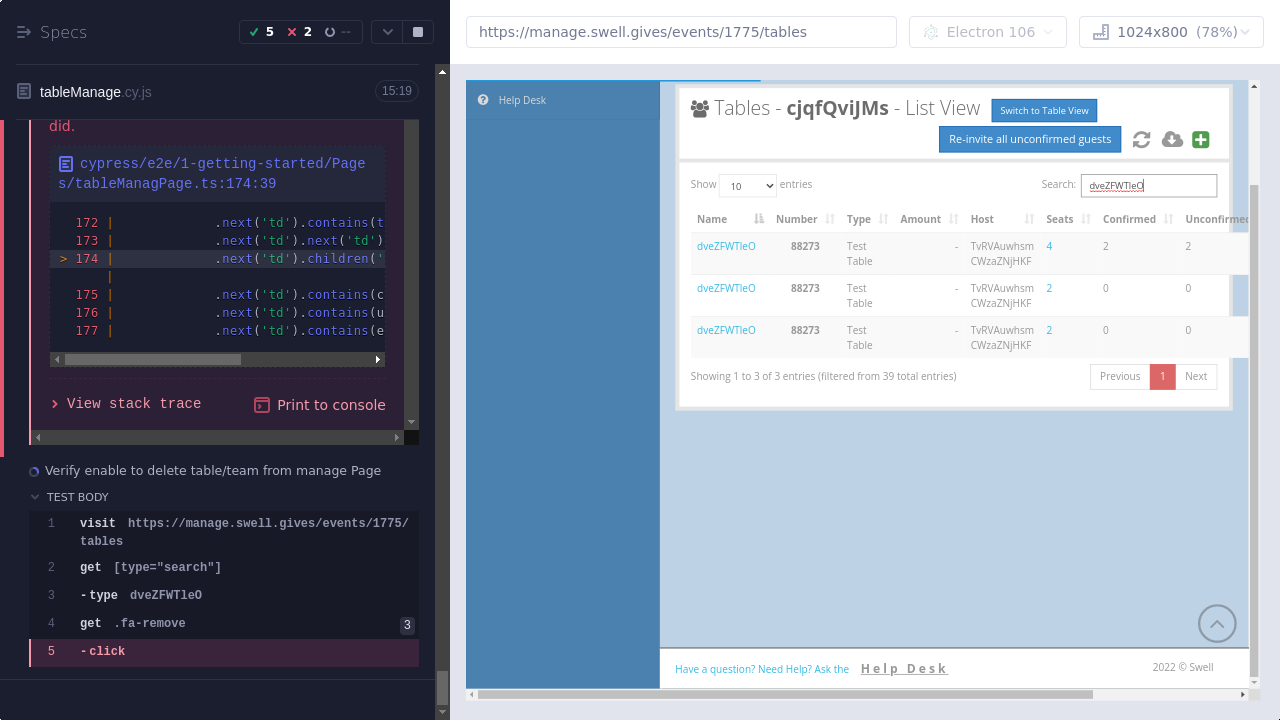 Specs
5
2
--
tableManage.cy.js
15:19
did.
cypress/e2e/1-getting-started/Page
s/tableManagPage.ts:174:39
172 | .next('td').contains(t
173 | .next('td').next('td')
> 174 | .next('td').children('
|
175 | .next('td').contains(c
176 | .next('td').contains(u
177 | .next('td').contains(e
View stack trace
Print to console
Verify enable to delete table/team from manage Page
TEST BODY
1 visit https://manage.swell.gives/events/1775/
tables
2 get [type="search"]
3 -type dveZFWTleO
4 get .fa-remove 3
5 -click
https://manage.swell.gives/events/1775/tables
Electron 106
1024x800 (78%)
Help Desk
Tables - cjqfQviJMs - List View
Switch to Table View
Re-invite all unconfirmed guests
Show 10 entries
Search: dveZFWTleO
Name Number Type Amount Host Seats Confirmed Unconfirmed
dveZFWTleO 88273 Test Table - TvRVAuwhsm CWzaZNjHKF 4 2 2
dveZFWTleO 88273 Test Table - TvRVAuwhsm CWzaZNjHKF 2 0 0
dveZFWTleO 88273 Test Table - TvRVAuwhsm CWzaZNjHKF 2 0 0
Showing 1 to 3 of 3 entries (filtered from 39 total entries)
Previous 1 Next
Have a question? Need Help? Ask the Help Desk
2022 © Swell